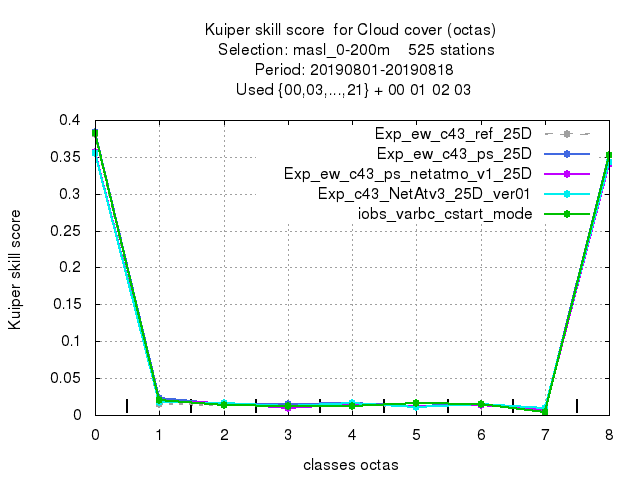 Kuiper skill score  for Cloud cover (octas)
Selection: masl_0-200m    525 stations
Period: 20190801-20190818
Used {00,03,...,21} + 00 01 02 03
Kuiper skill score
0.4
0.35
0.3
0.25
0.2
0.15
0.1
0.05
0
Exp_ew_c43_ref_25D
Exp_ew_c43_ps_25D
Exp_ew_c43_ps_netatmo_v1_25D
Exp_c43_NetAtv3_25D_ver01
iobs_varbc_cstart_mode
0 1 2 3 4 5 6 7 8
classes octas